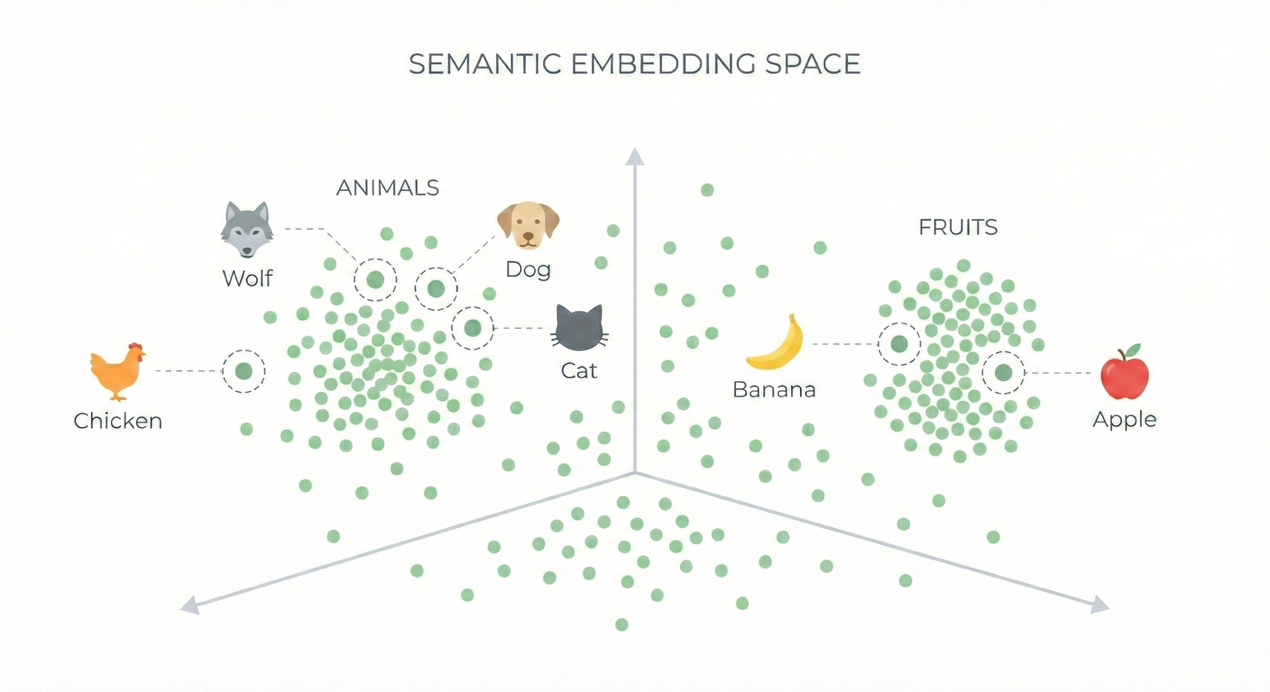 SEMANTIC EMBEDDING SPACE
ANIMALS
Wolf
Dog
Cat
Chicken
FRUITS
Banana
Apple